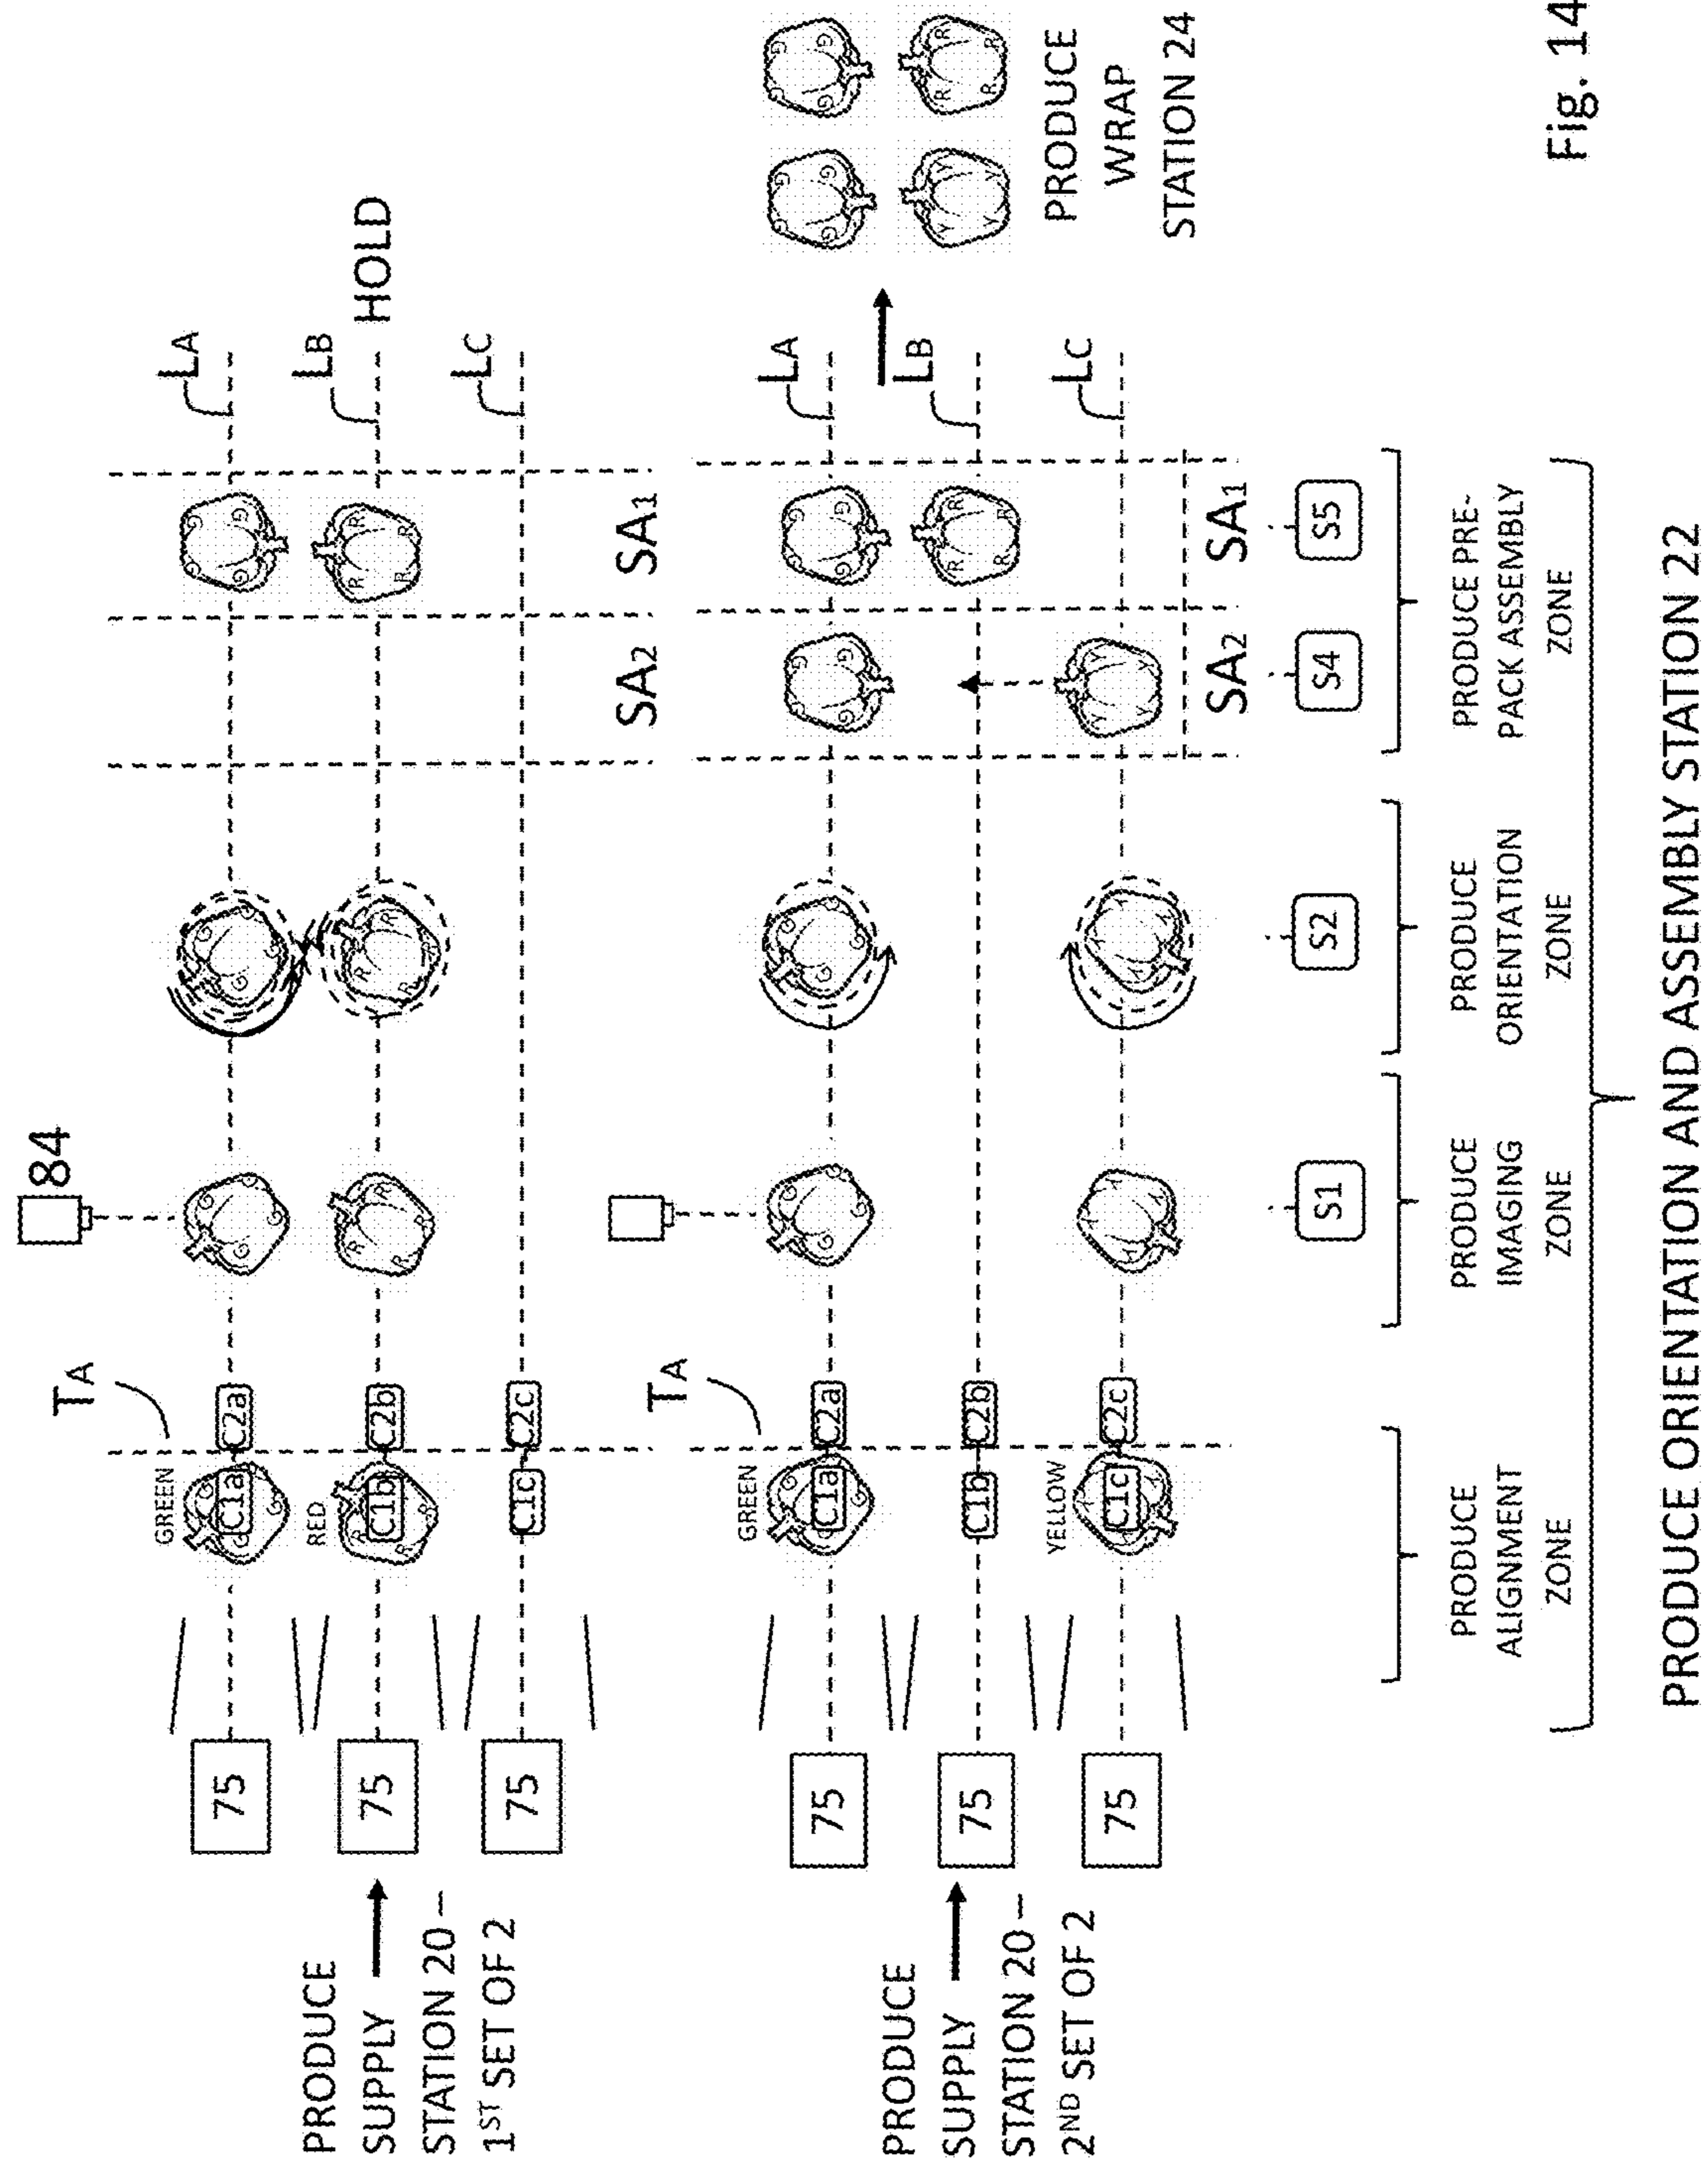 84
TA
GREEN
C1a
C2a
LA
RED
C1b
C2b
LB
HOLD
C1c
C2c
LC
75
75
75
PRODUCE
SUPPLY
STATION 20 –
1ST SET OF 2
SA2
SA1
TA
GREEN
C1a
C2a
LA
C1b
C2b
LB
YELLOW
C1c
C2c
LC
75
75
75
PRODUCE
SUPPLY
STATION 20 –
2ND SET OF 2
SA2
SA1
PRODUCE
WRAP
STATION 24
S1
S2
S4
S5
PRODUCE
ALIGNMENT
ZONE
PRODUCE
IMAGING
ZONE
PRODUCE
ORIENTATION
ZONE
PRODUCE PRE-
PACK ASSEMBLY
ZONE
PRODUCE ORIENTATION AND ASSEMBLY STATION 22
Fig. 14